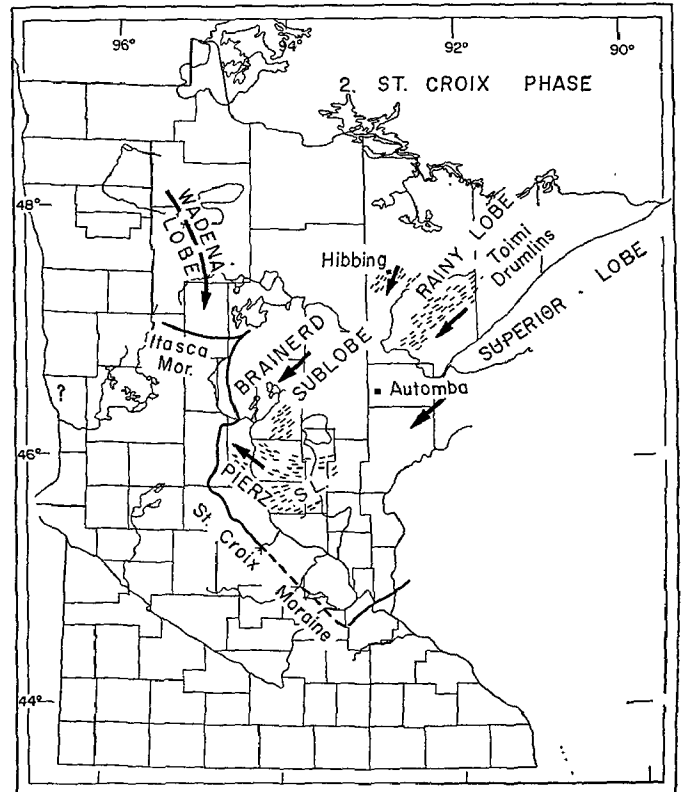 96° 94° 92° 90°
2. ST. CROIX PHASE
48°
WADENA
LOBE
Hibbing
RAINY LOBE
Toimi
Drumlins
SUPERIOR LOBE
Itasca
Mor.
BRAINERD
SUBLOBE
Automba
?
46°
PIERZ
S L
St. Croix
Moraine
44°